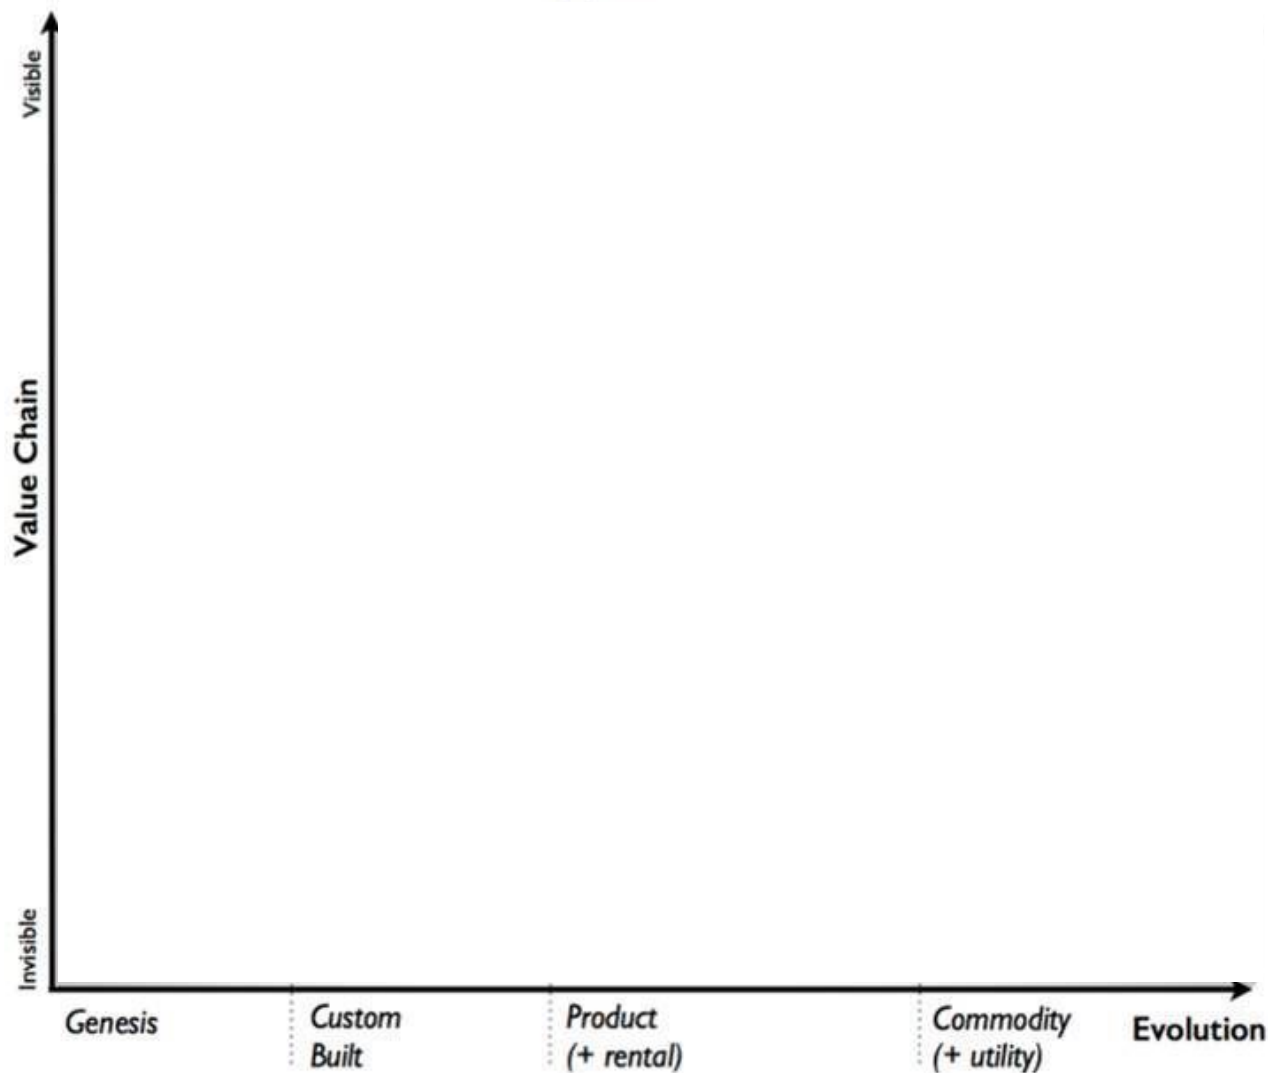 Visible
Value Chain
Invisible
Genesis
Custom
Built
Product
(+ rental)
Commodity
(+ utility)
Evolution